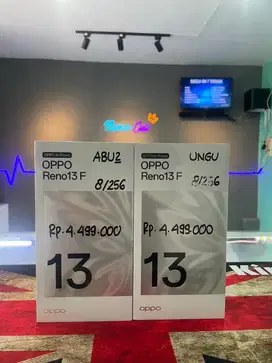 OPPO
Reno13 F
ABU2
8/256
Rp. 4.499.000
13
oppo
OPPO
Reno13 F
UNGU
8/256
Rp. 4.499.000
13
oppo